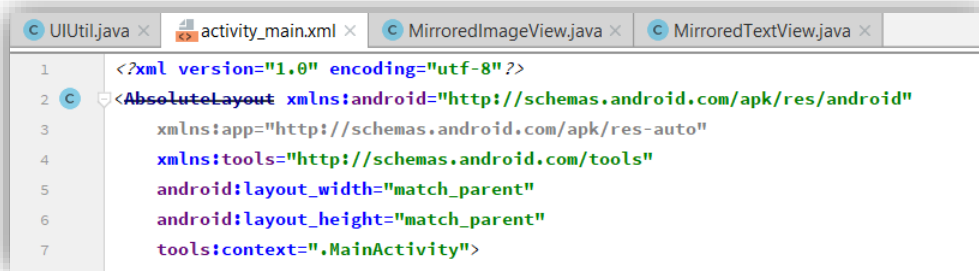 UIUtil.java activity_main.xml MirroredImageView.java MirroredTextView.java
1 <?xml version="1.0" encoding="utf-8"?>
2 C <AbsoluteLayout xmlns:android="http://schemas.android.com/apk/res/android"
3 xmlns:app="http://schemas.android.com/apk/res-auto"
4 xmlns:tools="http://schemas.android.com/tools"
5 android:layout_width="match_parent"
6 android:layout_height="match_parent"
7 tools:context=".MainActivity">